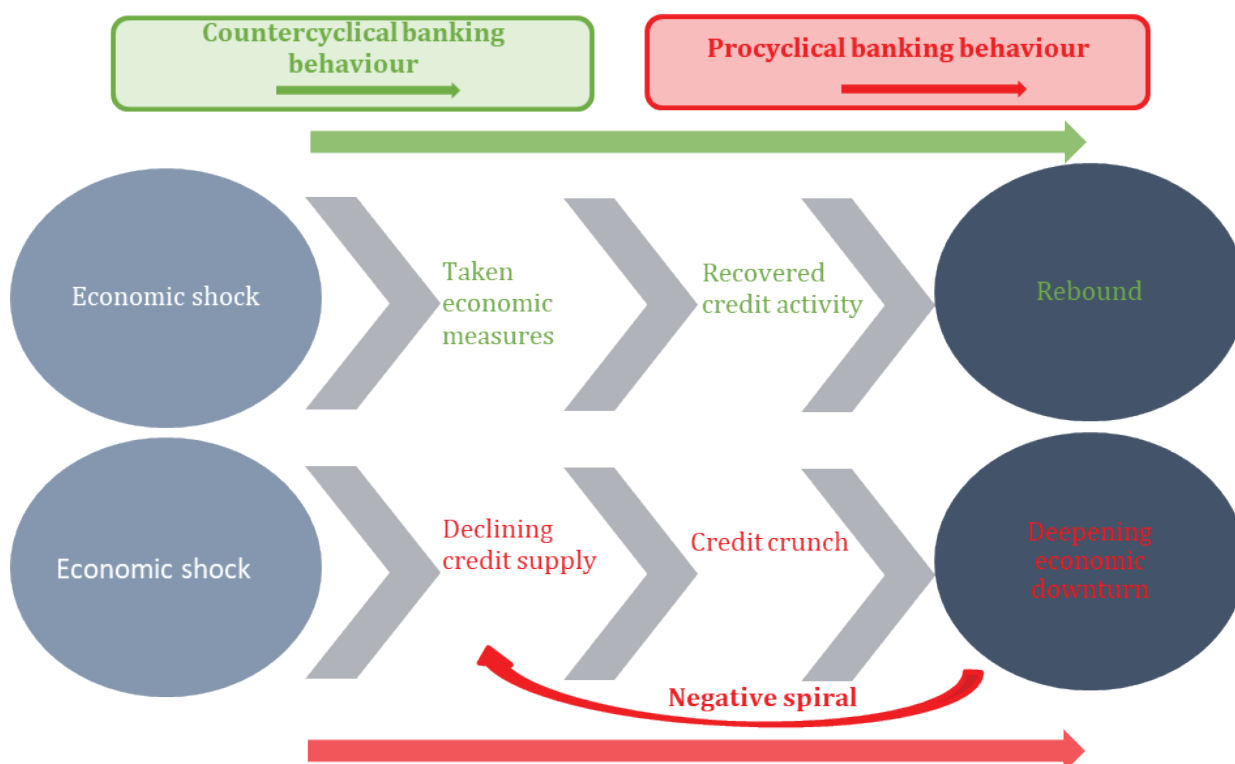 Countercyclical banking
behaviour
Procyclical banking behaviour
Economic shock
Taken
economic
measures
Recovered
credit activity
Rebound
Economic shock
Declining
credit supply
Credit crunch
Deepening
economic
downturn
Negative spiral